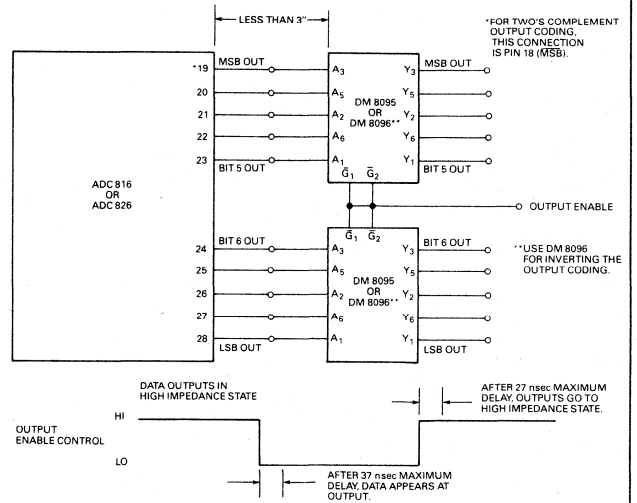 LESS THAN 3"
*FOR TWO'S COMPLEMENT
OUTPUT CODING,
THIS CONNECTION
IS PIN 18 (M̅S̅B̅).
*19 MSB OUT A3 Y3 MSB OUT
20 A5 Y5
21 A2 Y2
22 A6 Y6
23 BIT 5 OUT A1 Y1 BIT 5 OUT
DM 8095
OR
DM 8096**
G̅1 G̅2
ADC 816
OR
ADC 826
OUTPUT ENABLE
G̅1 G̅2
24 BIT 6 OUT A3 Y3 BIT 6 OUT
25 A5 Y5
26 A2 Y2
27 A6 Y6
28 LSB OUT A1 Y1 LSB OUT
DM 8095
OR
DM 8096**
**USE DM 8096
FOR INVERTING THE
OUTPUT CODING.
DATA OUTPUTS IN
HIGH IMPEDANCE STATE
AFTER 27 nsec MAXIMUM
DELAY, OUTPUTS GO TO
HIGH IMPEDANCE STATE.
HI
OUTPUT
ENABLE CONTROL
LO
AFTER 37 nsec MAXIMUM
DELAY, DATA APPEARS AT
OUTPUT.